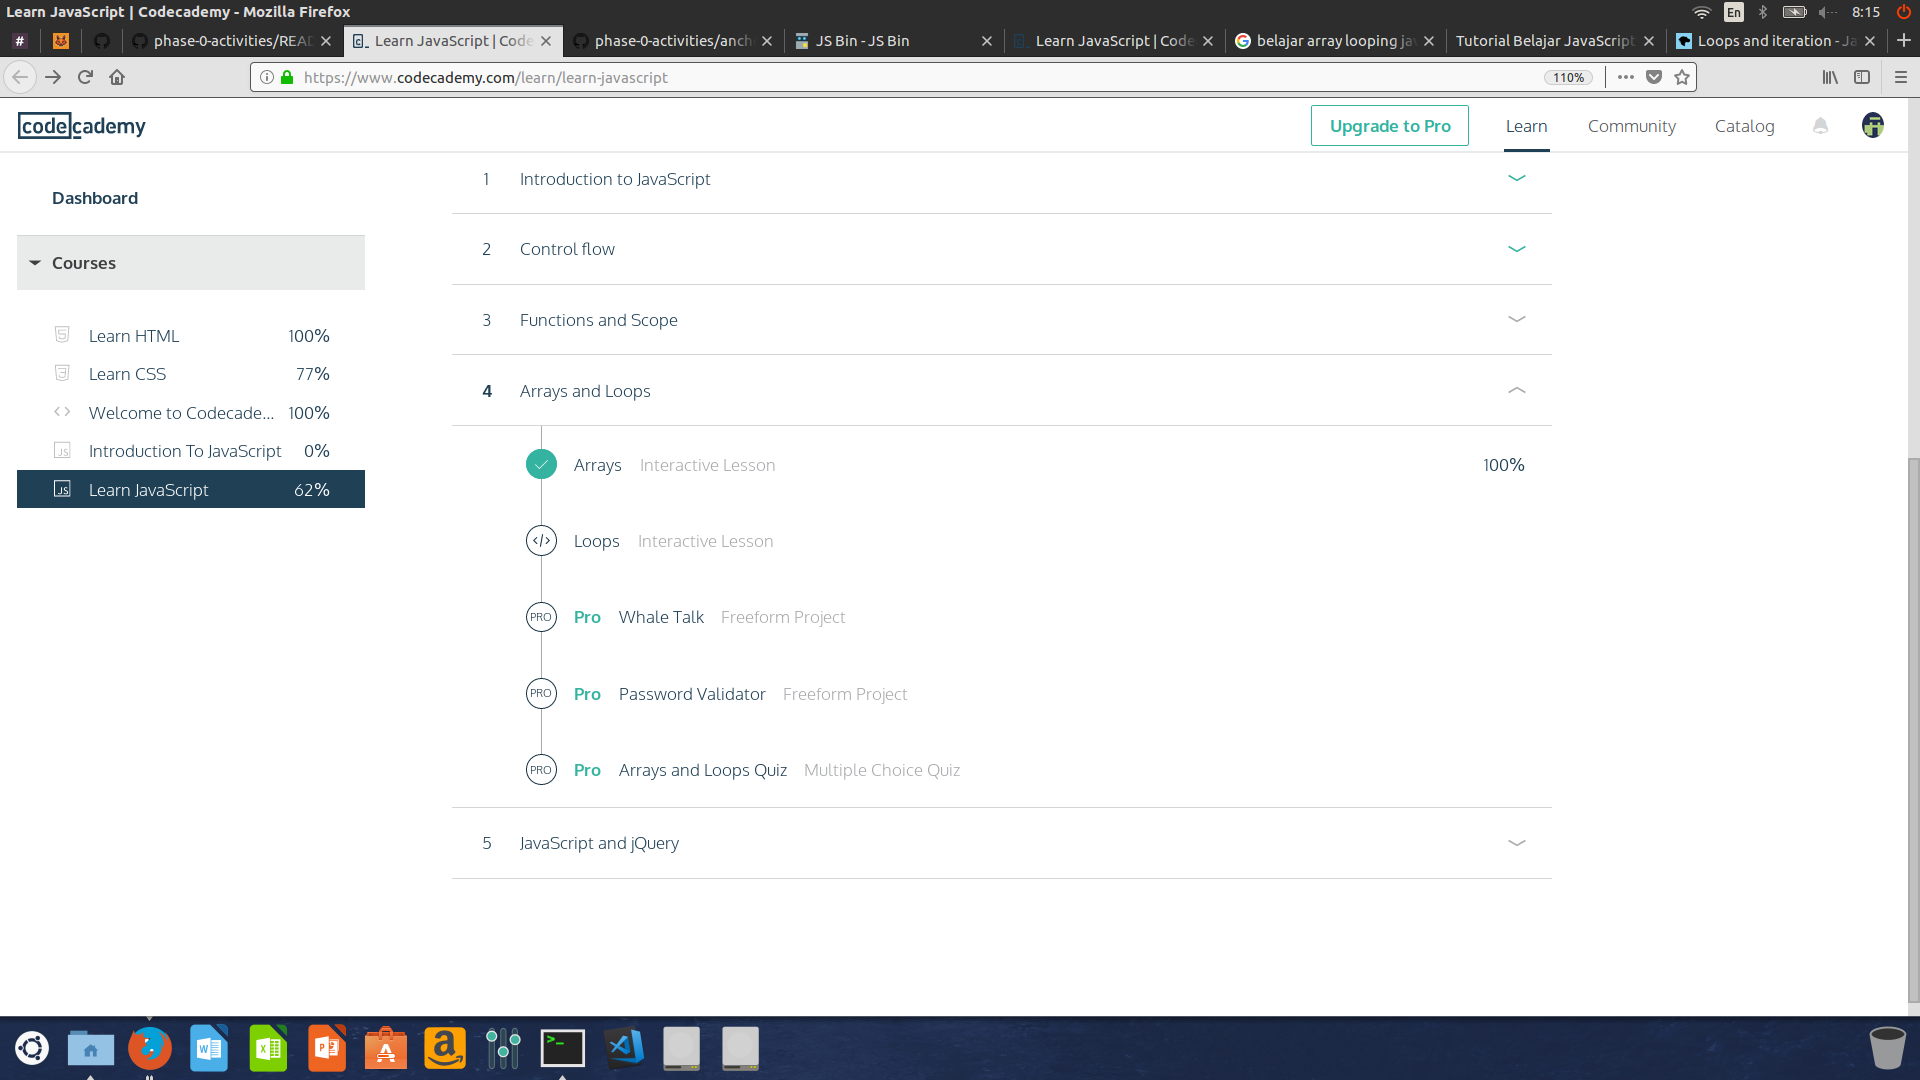 Learn JavaScript | Codecademy - Mozilla Firefox
En
8:15
#
phase-0-activities/READ
Learn JavaScript | Code
phase-0-activities/anch
JS Bin - JS Bin
Learn JavaScript | Code
belajar array looping ja
Tutorial Belajar JavaScript
Loops and iteration - Ja
https://www.codecademy.com/learn/learn-javascript
110%
codecademy
Upgrade to Pro
Learn
Community
Catalog
Dashboard
Courses
Learn HTML 100%
Learn CSS 77%
Welcome to Codecade... 100%
Introduction To JavaScript 0%
Learn JavaScript 62%
1 Introduction to JavaScript
2 Control flow
3 Functions and Scope
4 Arrays and Loops
Arrays Interactive Lesson 100%
</> Loops Interactive Lesson
PRO Pro Whale Talk Freeform Project
PRO Pro Password Validator Freeform Project
PRO Pro Arrays and Loops Quiz Multiple Choice Quiz
5 JavaScript and jQuery